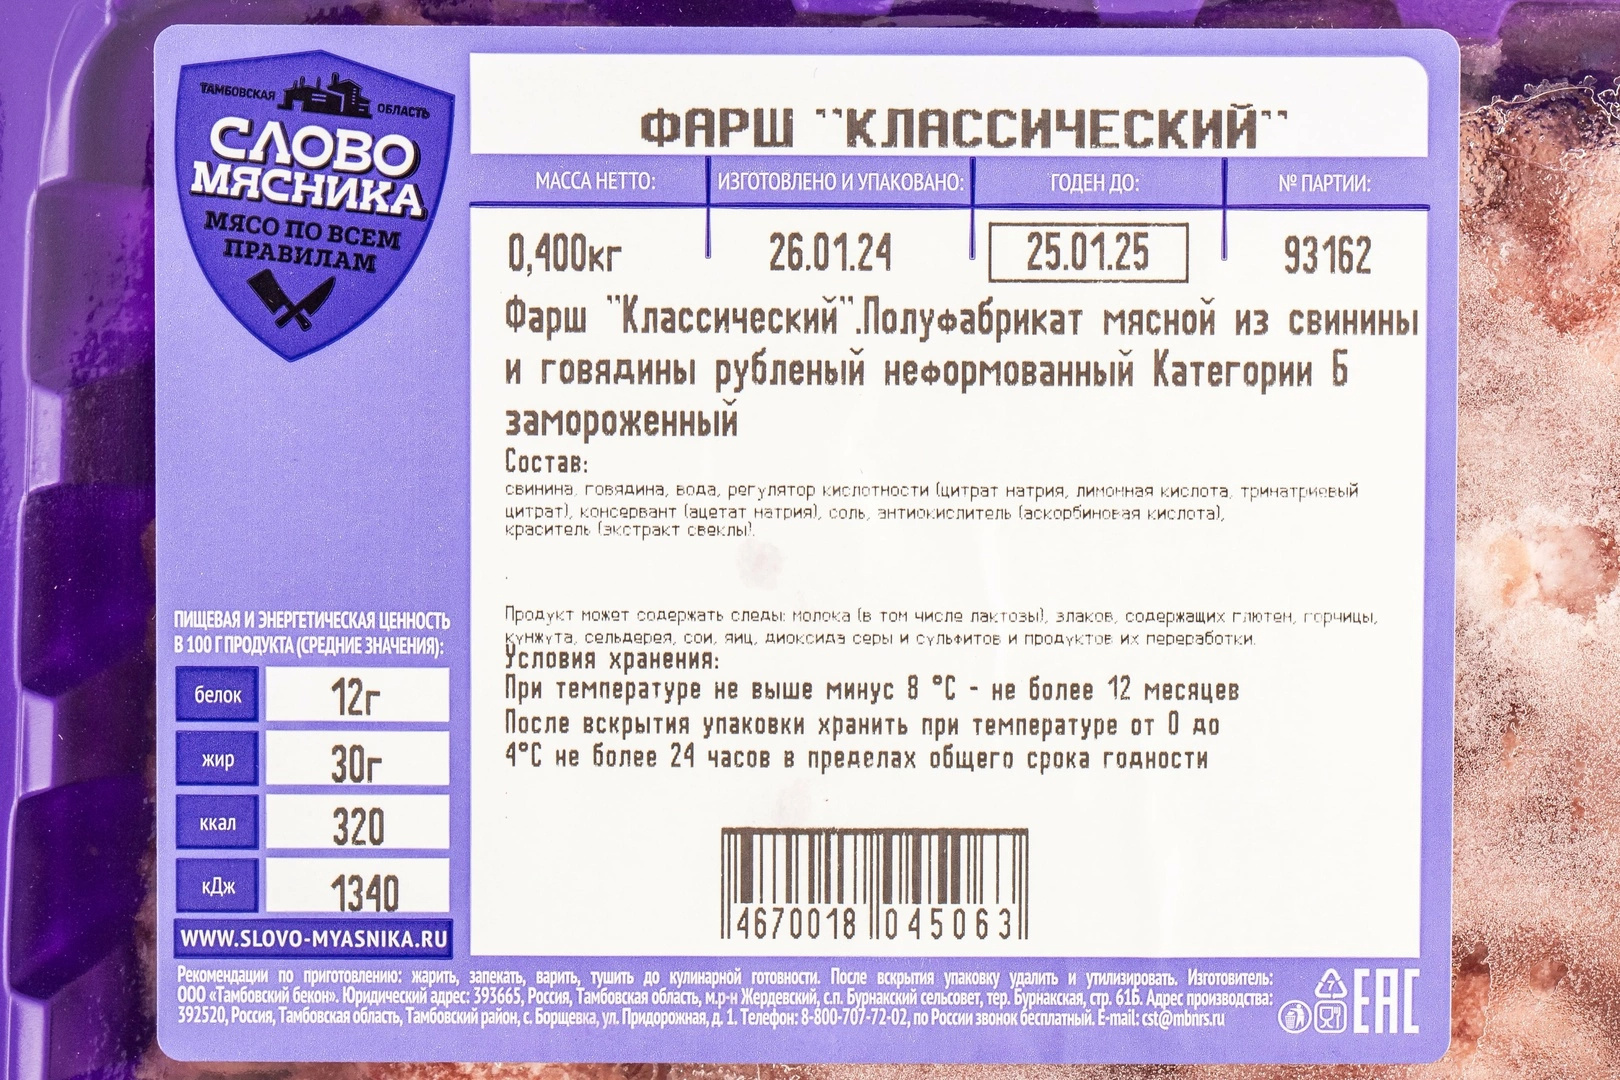 ТАМБОВСКАЯ ОБЛАСТЬ
СЛОВО
МЯСНИКА
МЯСО ПО ВСЕМ
ПРАВИЛАМ
ФАРШ "КЛАССИЧЕСКИЙ"
МАССА НЕТТО: ИЗГОТОВЛЕНО И УПАКОВАНО: ГОДЕН ДО: № ПАРТИИ:
0,400кг 26.01.24 25.01.25 93162
Фарш "Классический".Полуфабрикат мясной из свинины
и говядины рубленый неформованный Категории Б
замороженный
Состав:
свинина, говядина, вода, регулятор кислотности (цитрат натрия, лимонная кислота, тринатриевый
цитрат), консервант (ацетат натрия), соль, антиокислитель (аскорбиновая кислота),
краситель (экстракт свеклы).
Продукт может содержать следы: молока (в том числе лактозы), злаков, содержащих глютен, горчицы,
кунжута, сельдерея, сои, яиц, диоксида серы и сульфитов и продуктов их переработки.
Условия хранения:
При температуре не выше минус 8 °С - не более 12 месяцев
После вскрытия упаковки хранить при температуре от 0 до
4°С не более 24 часов в пределах общего срока годности
4670018 045063
ПИЩЕВАЯ И ЭНЕРГЕТИЧЕСКАЯ ЦЕННОСТЬ
В 100 Г ПРОДУКТА (СРЕДНИЕ ЗНАЧЕНИЯ):
белок 12г
жир 30г
ккал 320
кДж 1340
WWW.SLOVO-MYASNIKA.RU
Рекомендации по приготовлению: жарить, запекать, варить, тушить до кулинарной готовности. После вскрытия упаковку удалить и утилизировать. Изготовитель:
ООО «Тамбовский бекон». Юридический адрес: 393665, Россия, Тамбовская область, м.р-н Жердевский, с.п. Бурнакский сельсовет, тер. Бурнакская, стр. 61Б. Адрес производства:
392520, Россия, Тамбовская область, Тамбовский район, с. Борщевка, ул. Придорожная, д. 1. Телефон: 8-800-707-72-02, по России звонок бесплатный. E-mail: cst@mbnrs.ru
7
EAC